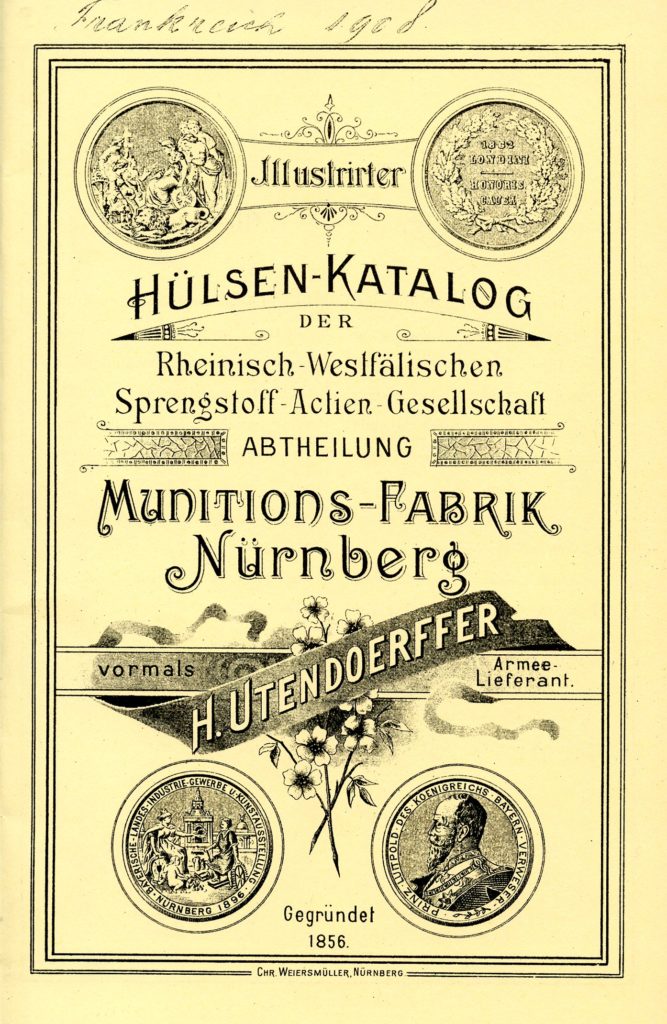 Frankreich 1908.
Illustrirter
1862
LONDINI
HONORIS
CAUSA
HÜLSEN-KATALOG
DER
Rheinisch-Westfälischen
Sprengstoff-Actien-Gesellschaft
ABTHEILUNG
MUNITIONS-FABRIK
Nürnberg
vormals
H. UTENDOERFFER
Armee-
Lieferant.
BAYERISCHE-LANDES-INDUSTRIE-GEWERBE U. KUNSTAUSSTELLUNG
NÜRNBERG 1896
PRINZ LUITPOLD DES KOENIGREICHS BAYERN VERWESER
Gegründet
1856.
CHR. WEIERSMÜLLER, NÜRNBERG